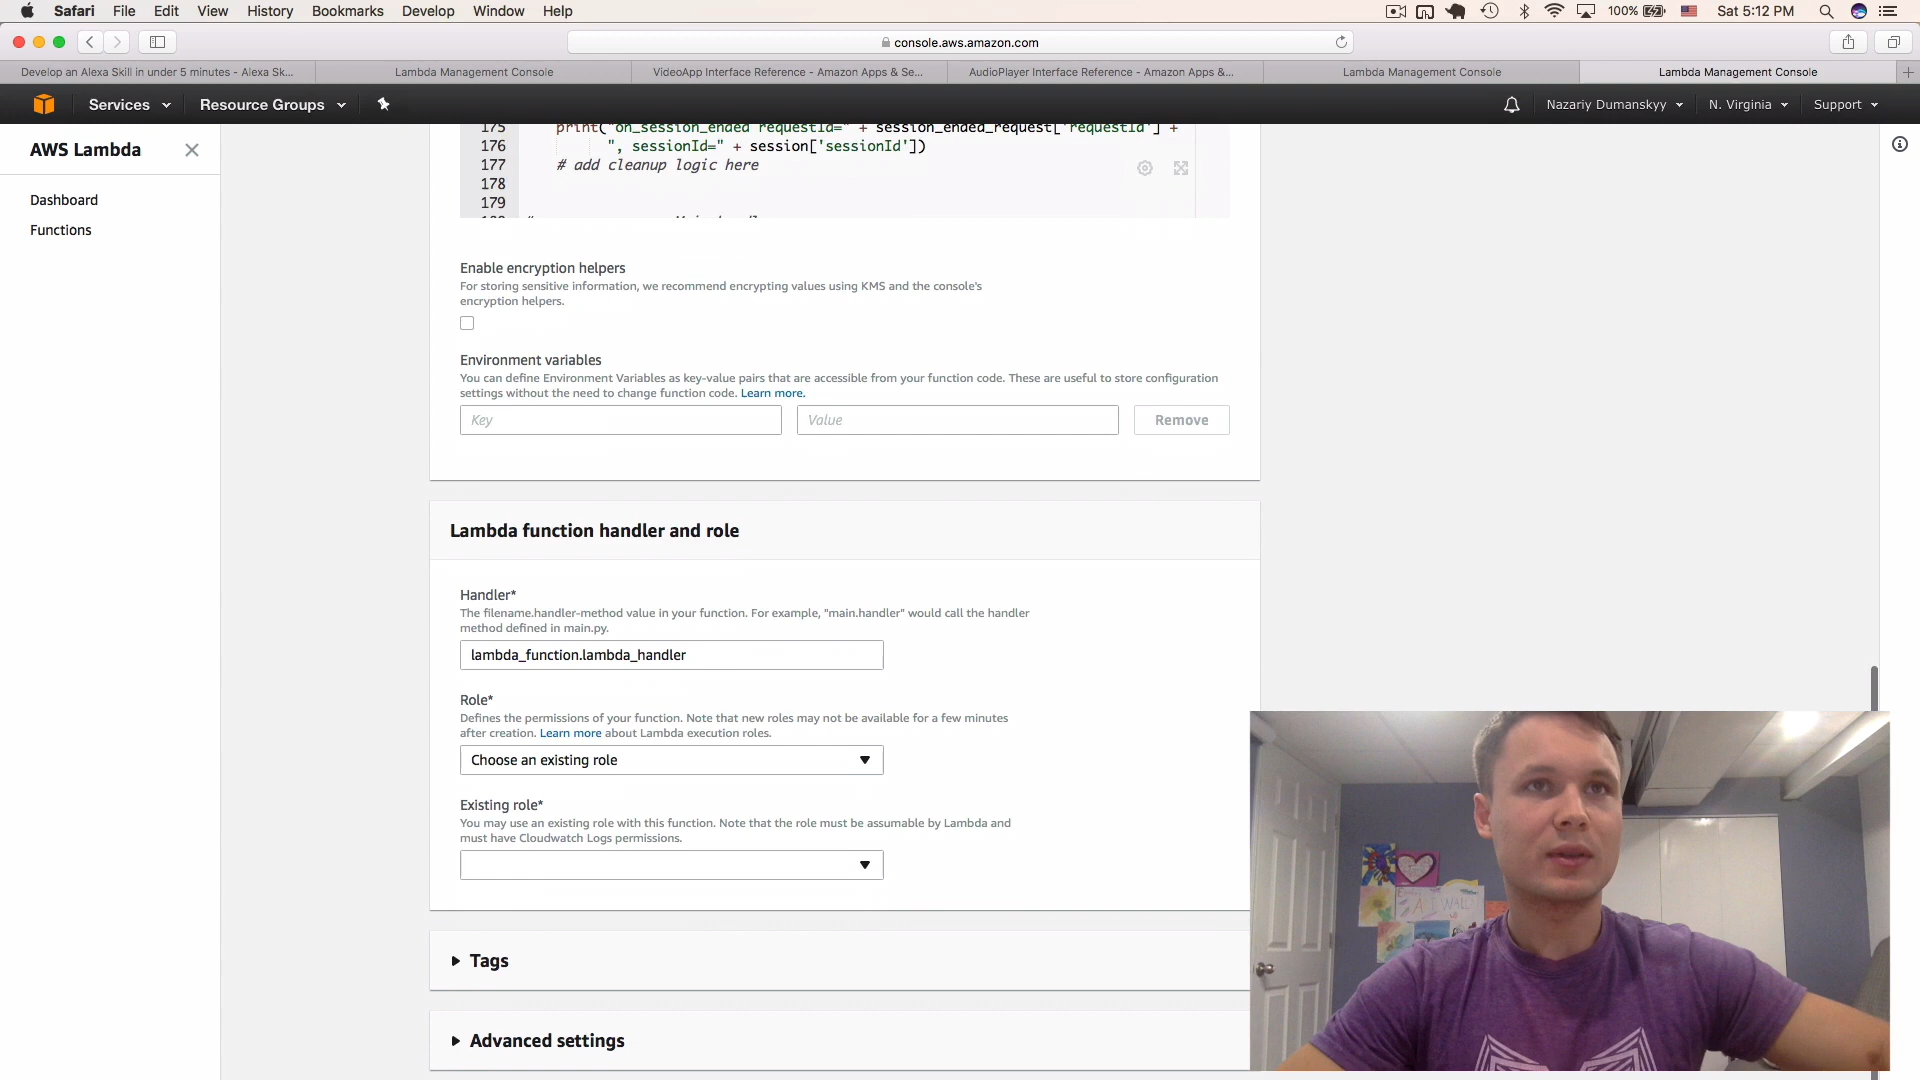 Safari File Edit View History Bookmarks Develop Window Help 100% Sat 5:12 PM
console.aws.amazon.com
Develop an Alexa Skill in under 5 minutes - Alexa Sk... Lambda Management Console VideoApp Interface Reference - Amazon Apps & Se... AudioPlayer Interface Reference - Amazon Apps &... Lambda Management Console Lambda Management Console
Services Resource Groups Nazariy Dumanskyy N. Virginia Support
AWS Lambda
Dashboard
Functions
175 print("on_session_ended requestId=" + session_ended_request['requestId'] +
176 ", sessionId=" + session['sessionId'])
177 # add cleanup logic here
178
179
Enable encryption helpers
For storing sensitive information, we recommend encrypting values using KMS and the console's
encryption helpers.
Environment variables
You can define Environment Variables as key-value pairs that are accessible from your function code. These are useful to store configuration
settings without the need to change function code. Learn more.
Key Value Remove
Lambda function handler and role
Handler*
The filename.handler-method value in your function. For example, "main.handler" would call the handler
method defined in main.py.
lambda_function.lambda_handler
Role*
Defines the permissions of your function. Note that new roles may not be available for a few minutes
after creation. Learn more about Lambda execution roles.
Choose an existing role
Existing role*
You may use an existing role with this function. Note that the role must be assumable by Lambda and
must have Cloudwatch Logs permissions.
Tags
Advanced settings